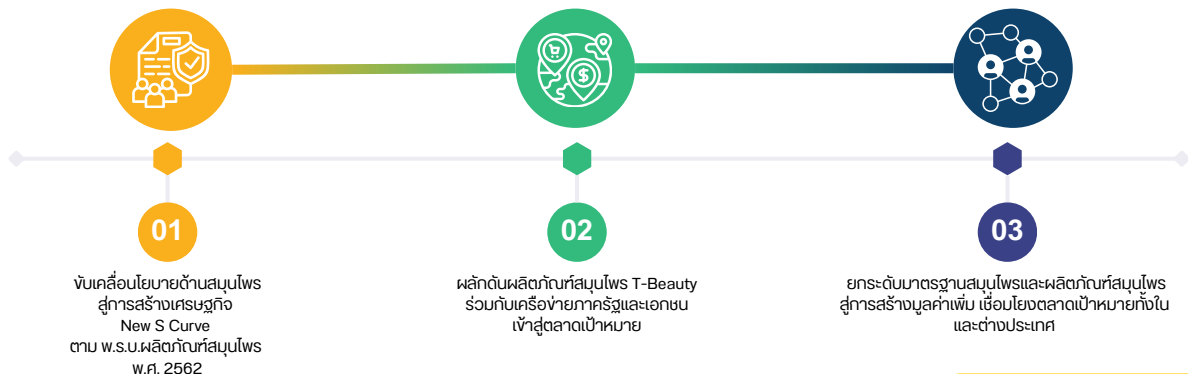 01
ขับเคลื่อนโยบายด้านสมุนไพร
สู่การสร้างเศรษฐกิจ
New S Curve
ตาม พ.ร.บ.ผลิตภัณฑ์สมุนไพร
พ.ศ. 2562
02
ผลักดันผลิตภัณฑ์สมุนไพร T-Beauty
ร่วมกับเครือข่ายภาครัฐและเอกชน
เข้าสู่ตลาดเป้าหมาย
03
ยกระดับมาตรฐานสมุนไพรและผลิตภัณฑ์สมุนไพร
สู่การสร้างมูลค่าเพิ่ม เชื่อมโยงตลาดเป้าหมายทั้งใน
และต่างประเทศ